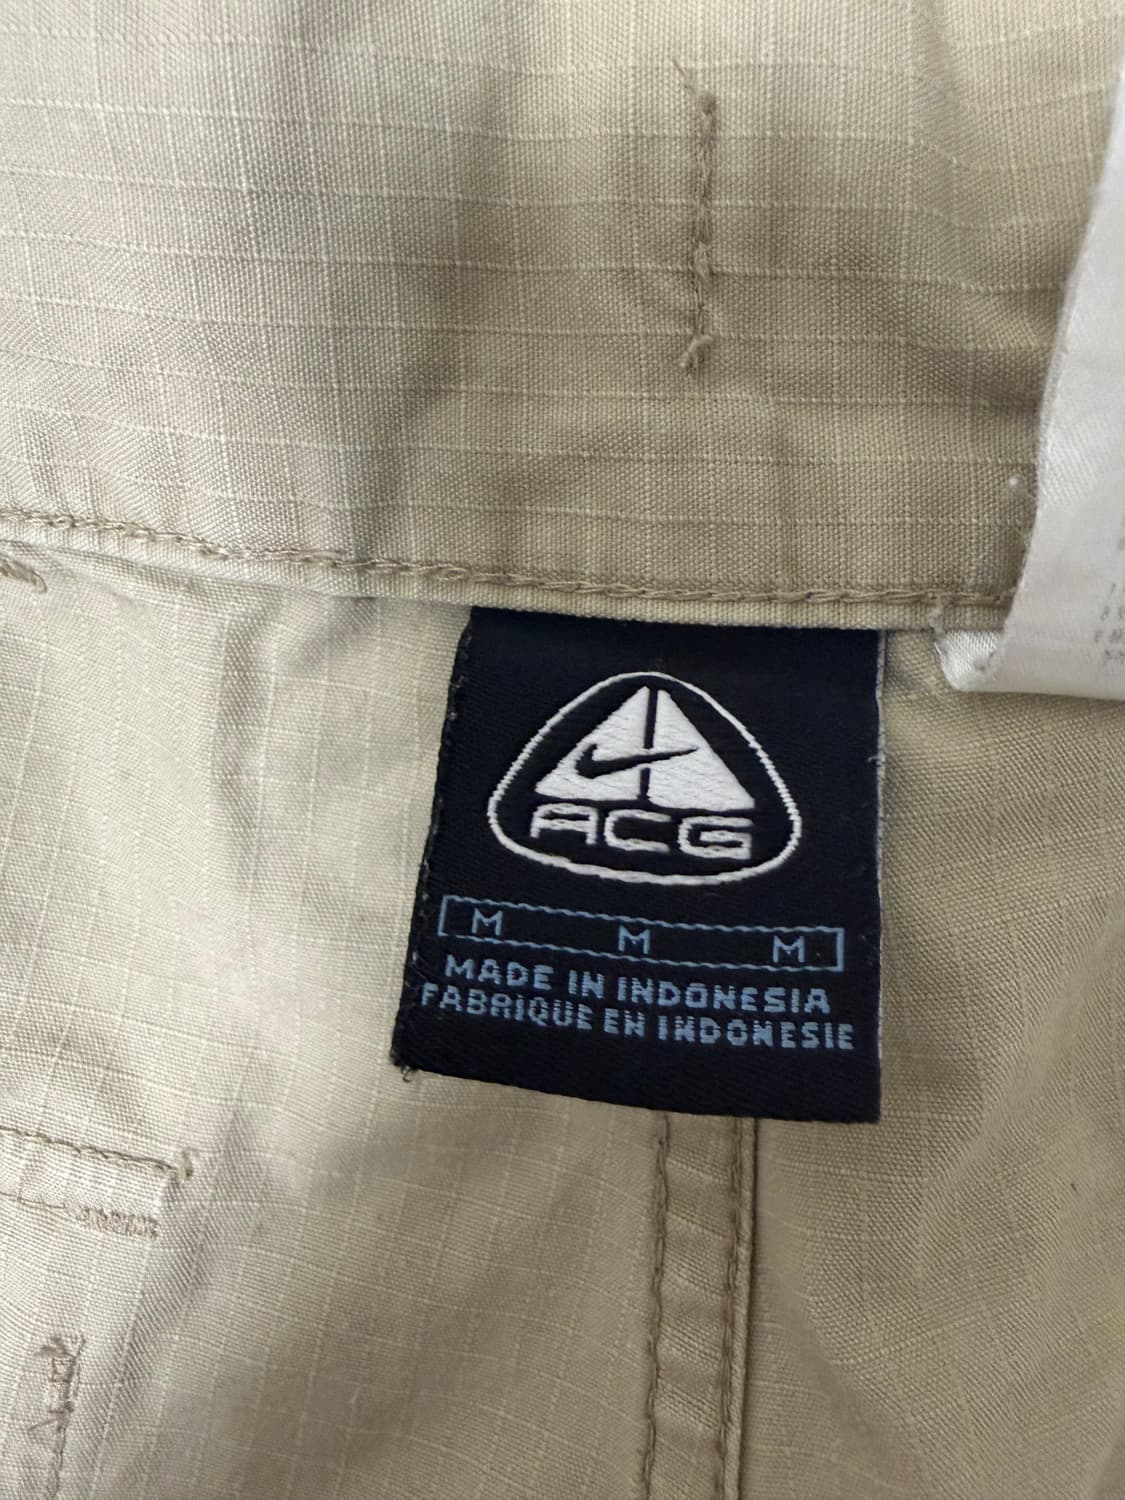 ACG
M M M
MADE IN INDONESIA
FABRIQUE EN INDONESIE